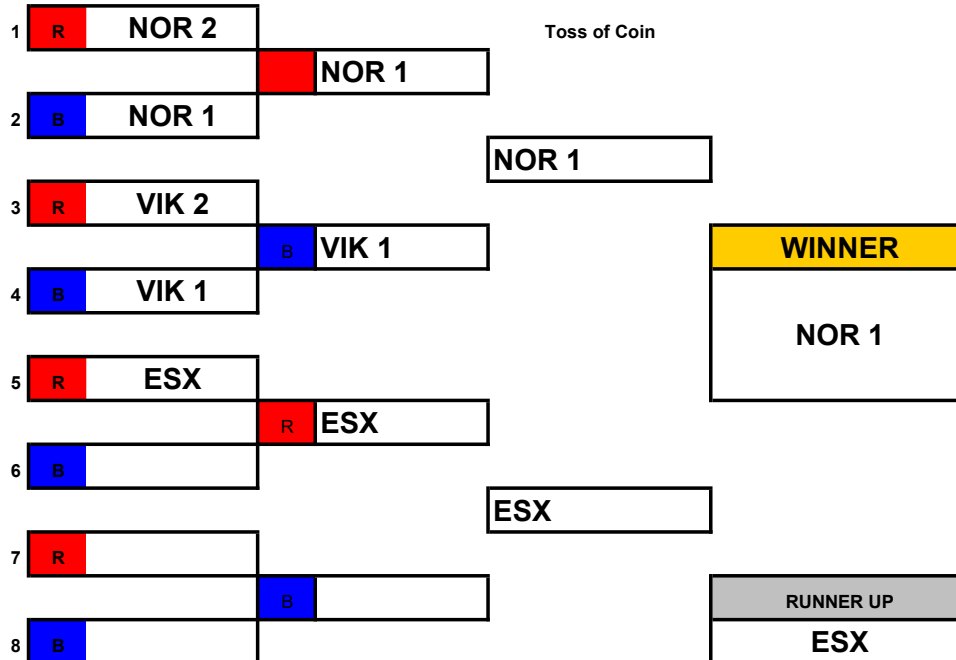 1 R NOR 2 Toss of Coin
NOR 1
2 B NOR 1
NOR 1
3 R VIK 2
B VIK 1 WINNER
4 B VIK 1
NOR 1
5 R ESX
R ESX
6 B
ESX
7 R
B RUNNER UP
8 B ESX